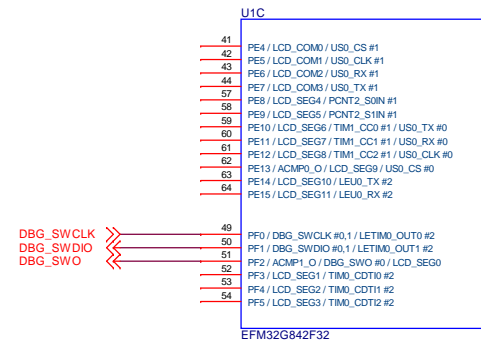 U1C
41 PE4 / LCD_COM0 / US0_CS #1
42 PE5 / LCD_COM1 / US0_CLK #1
43 PE6 / LCD_COM2 / US0_RX #1
44 PE7 / LCD_COM3 / US0_TX #1
57 PE8 / LCD_SEG4 / PCNT2_S0IN #1
58 PE9 / LCD_SEG5 / PCNT2_S1IN #1
59 PE10 / LCD_SEG6 / TIM1_CC0 #1 / US0_TX #0
60 PE11 / LCD_SEG7 / TIM1_CC1 #1 / US0_RX #0
61 PE12 / LCD_SEG8 / TIM1_CC2 #1 / US0_CLK #0
62 PE13 / ACMP0_O / LCD_SEG9 / US0_CS #0
63 PE14 / LCD_SEG10 / LEU0_TX #2
64 PE15 / LCD_SEG11 / LEU0_RX #2
DBG_SWCLK 49 PF0 / DBG_SWCLK #0,1 / LETIM0_OUT0 #2
DBG_SWDIO 50 PF1 / DBG_SWDIO #0,1 / LETIM0_OUT1 #2
DBG_SWO 51 PF2 / ACMP1_O / DBG_SWO #0 / LCD_SEG0
52 PF3 / LCD_SEG1 / TIM0_CDTI0 #2
53 PF4 / LCD_SEG2 / TIM0_CDTI1 #2
54 PF5 / LCD_SEG3 / TIM0_CDTI2 #2
EFM32G842F32